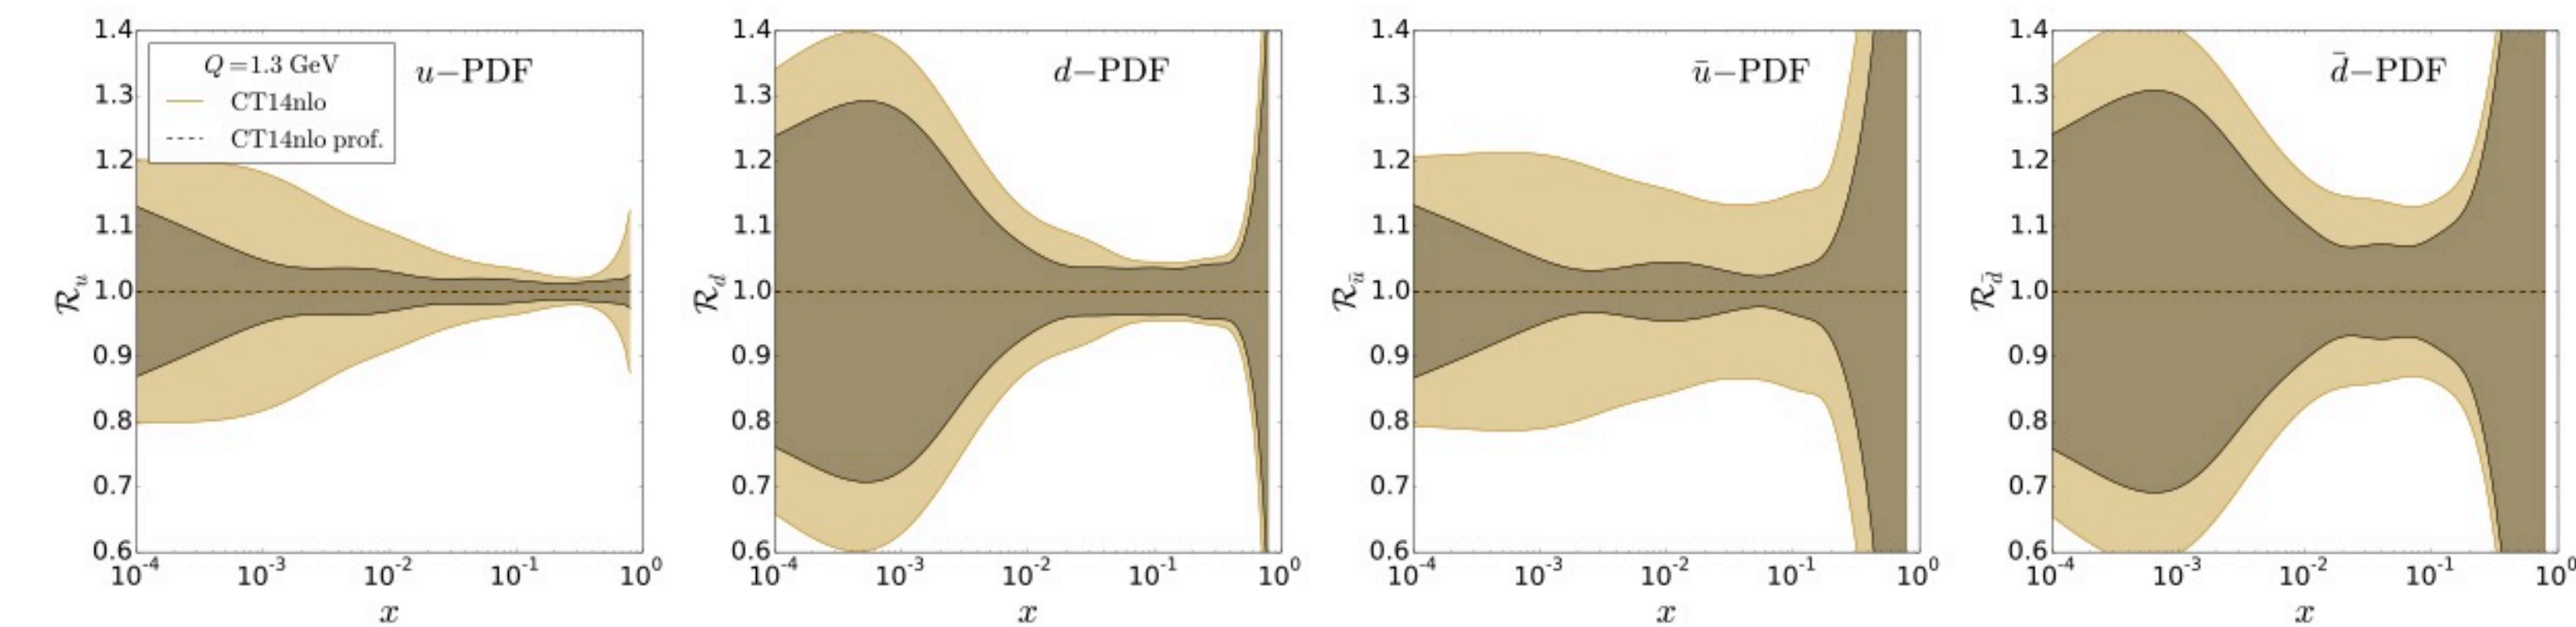 1.4
1.3
1.2
1.1
1.0
0.9
0.8
0.7
0.6
R_u
Q=1.3 GeV
CT14nlo
CT14nlo prof.
u−PDF
10^-4 10^-3 10^-2 10^-1 10^0
x
1.4
1.3
1.2
1.1
1.0
0.9
0.8
0.7
0.6
R_d
d−PDF
10^-4 10^-3 10^-2 10^-1 10^0
x
1.4
1.3
1.2
1.1
1.0
0.9
0.8
0.7
0.6
R_ū
ū−PDF
10^-4 10^-3 10^-2 10^-1 10^0
x
1.4
1.3
1.2
1.1
1.0
0.9
0.8
0.7
0.6
R_d̄
d̄−PDF
10^-4 10^-3 10^-2 10^-1 10^0
x